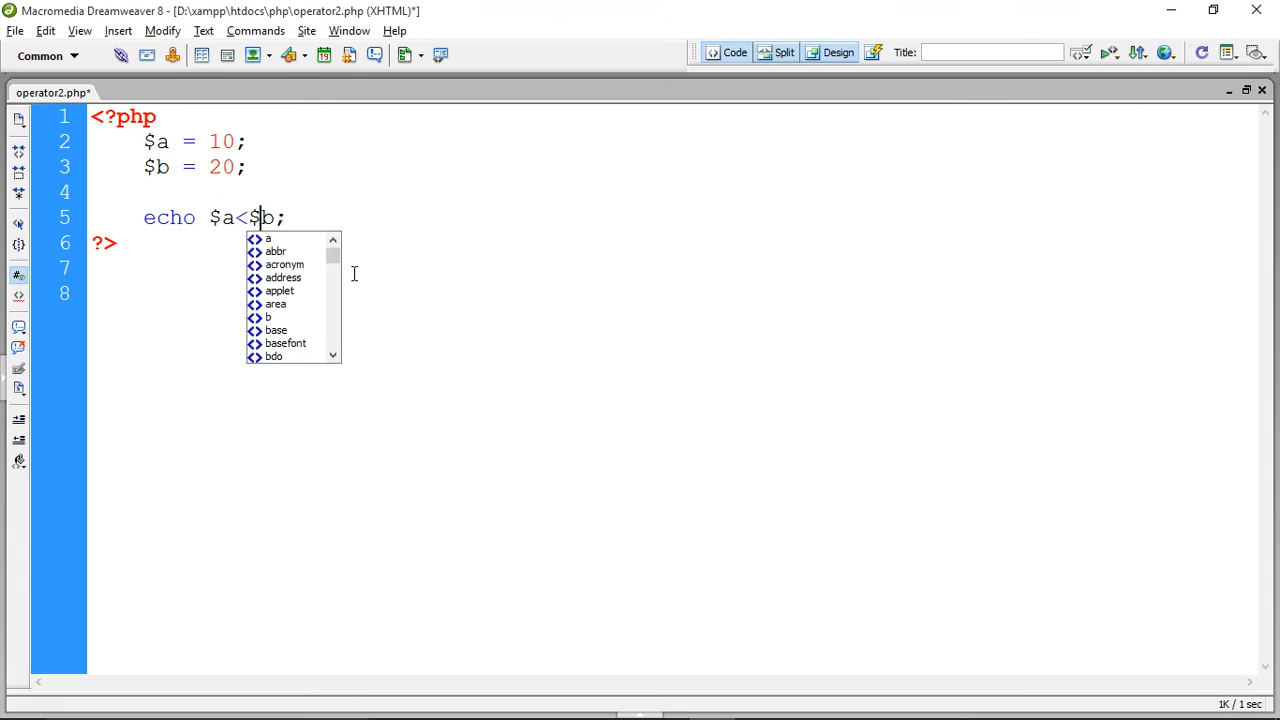 Macromedia Dreamweaver 8 - [D:\xampp\htdocs\php\operator2.php (XHTML)*]
File Edit View Insert Modify Text Commands Site Window Help
Common Code Split Design Title:
operator2.php*
1 <?php
2 $a = 10;
3 $b = 20;
4
5 echo $a<$b;
6 ?>
7
8
a
abbr
acronym
address
applet
area
b
base
basefont
bdo
1K / 1 sec